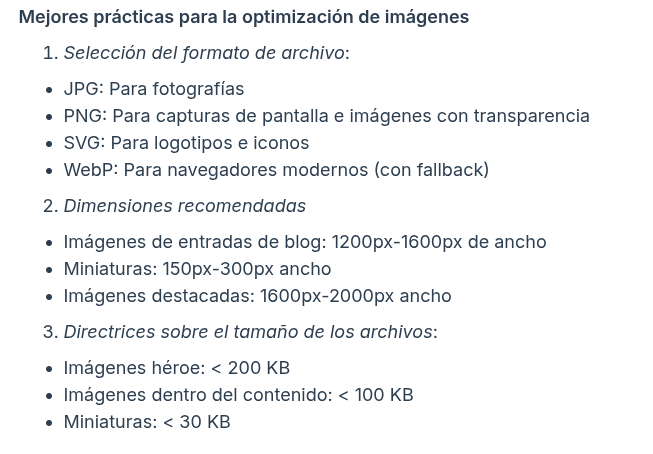 Mejores prácticas para la optimización de imágenes
1. Selección del formato de archivo:
• JPG: Para fotografías
• PNG: Para capturas de pantalla e imágenes con transparencia
• SVG: Para logotipos e iconos
• WebP: Para navegadores modernos (con fallback)
2. Dimensiones recomendadas
• Imágenes de entradas de blog: 1200px-1600px de ancho
• Miniaturas: 150px-300px ancho
• Imágenes destacadas: 1600px-2000px ancho
3. Directrices sobre el tamaño de los archivos:
• Imágenes héroe: < 200 KB
• Imágenes dentro del contenido: < 100 KB
• Miniaturas: < 30 KB